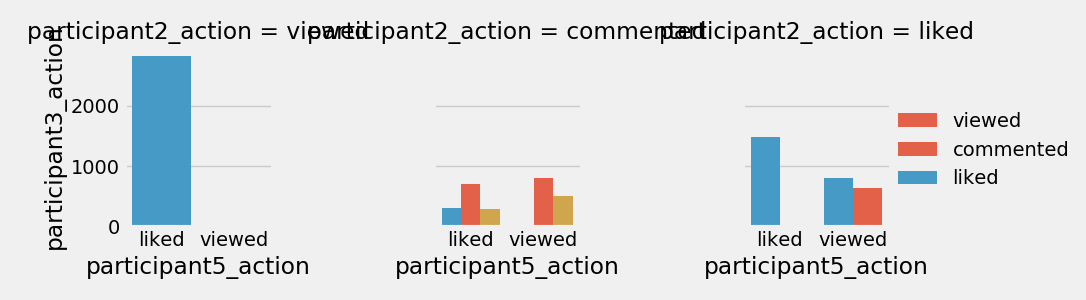 participant2_action = viewed
participant2_action = commented
participant2_action = liked
participant3_action
2000
1000
0
liked viewed
liked viewed
liked viewed
participant5_action
participant5_action
participant5_action
viewed
commented
liked